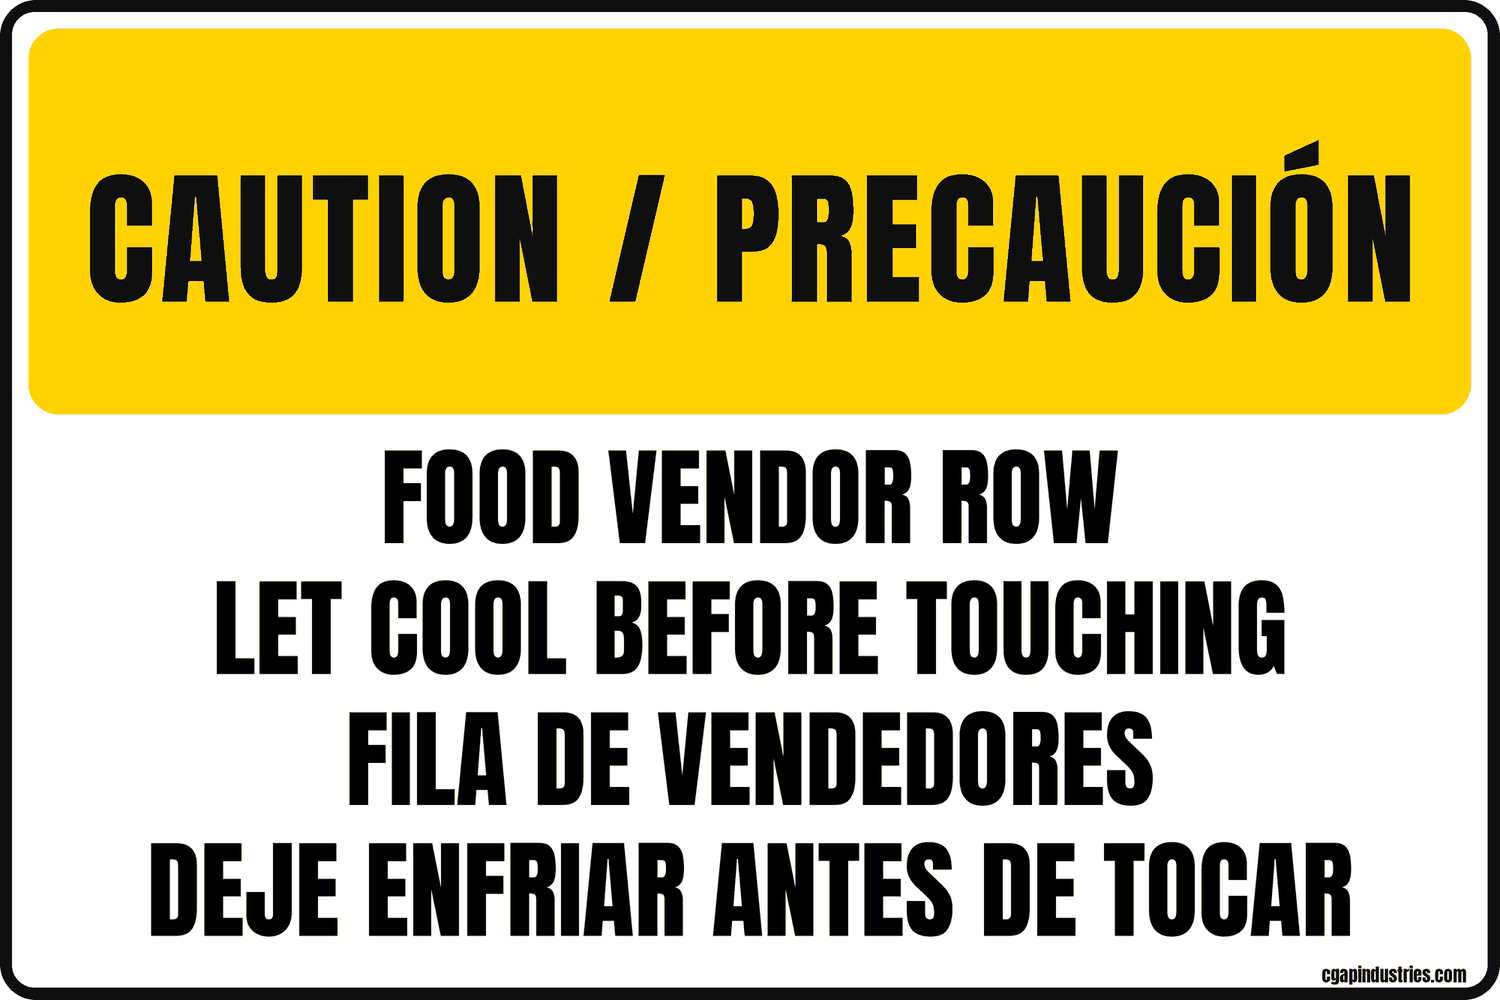 CAUTION / PRECAUCIÓN
FOOD VENDOR ROW
LET COOL BEFORE TOUCHING
FILA DE VENDEDORES
DEJE ENFRIAR ANTES DE TOCAR
cgapindustries.com